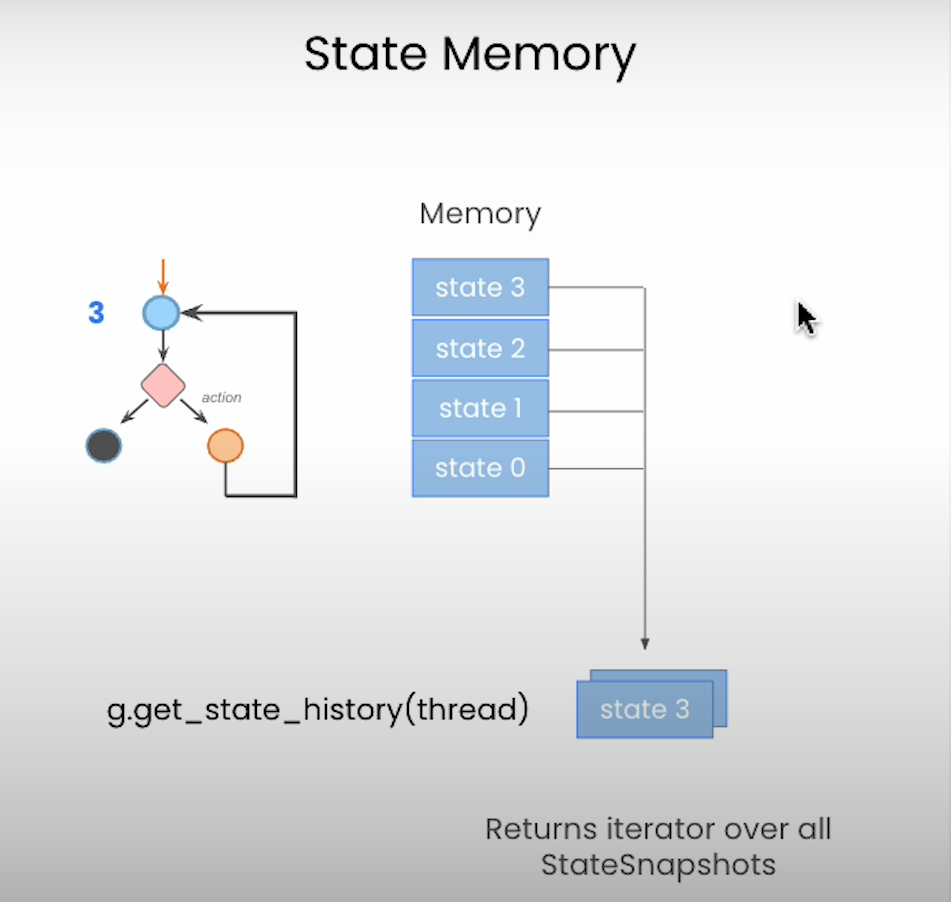 State Memory
Memory
3
action
state 3
state 2
state 1
state 0
g.get_state_history(thread)
state 3
Returns iterator over all
StateSnapshots